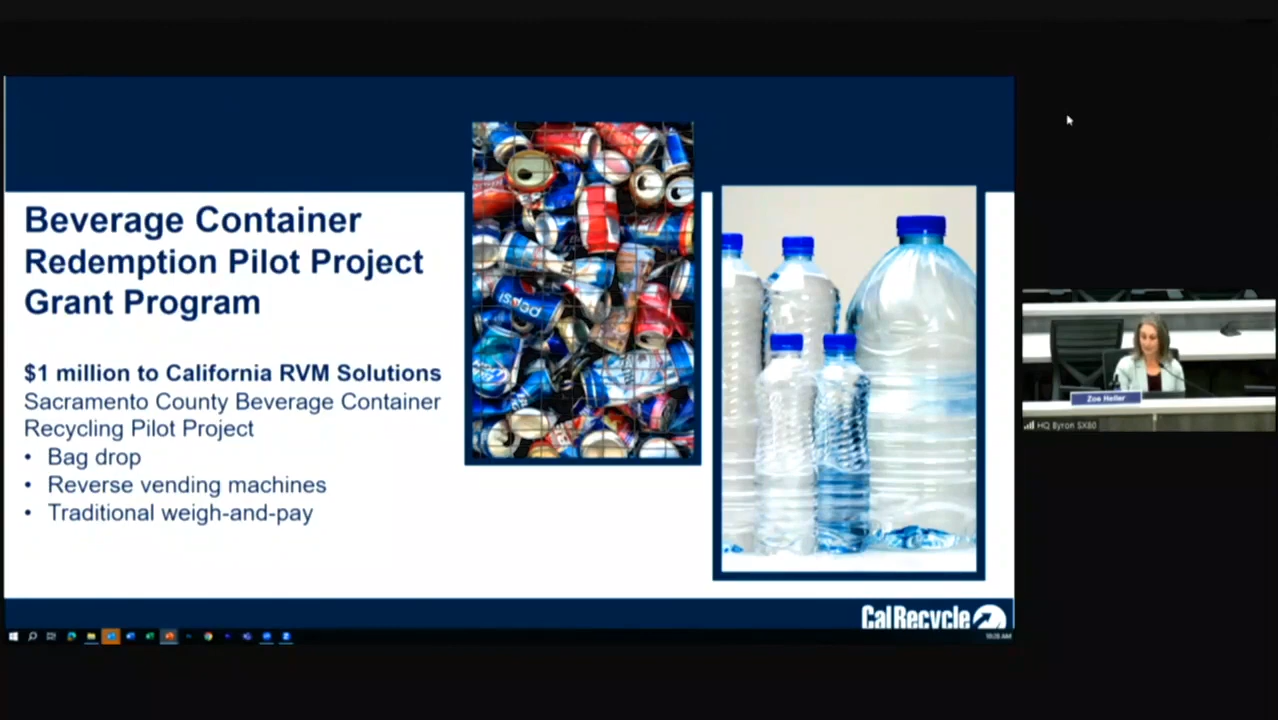 Beverage Container
Redemption Pilot Project
Grant Program
$1 million to California RVM Solutions
Sacramento County Beverage Container
Recycling Pilot Project
• Bag drop
• Reverse vending machines
• Traditional weigh-and-pay
pepsi
Zoe Heller
HQ Byron SX80
CalRecycle